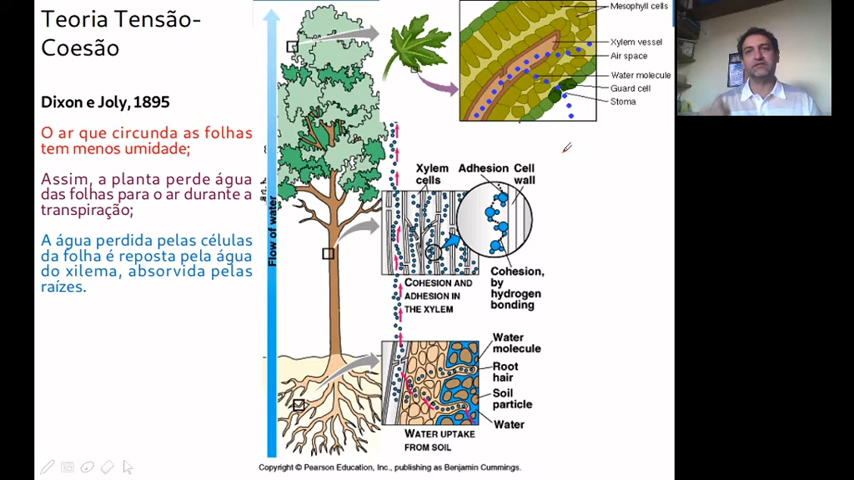 Teoria Tensão-
Coesão
Dixon e Joly, 1895
O ar que circunda as folhas
tem menos umidade;
Assim, a planta perde água
das folhas para o ar durante a
transpiração;
A água perdida pelas células
da folha é reposta pela água
do xilema, absorvida pelas
raízes.
Flow of water
Mesophyll cells
Xylem vessel
Air space
Water molecule
Guard cell
Stoma
Xylem
cells
Adhesion
Cell
wall
Cohesion,
by
hydrogen
bonding
COHESION AND
ADHESION IN
THE XYLEM
Water
molecule
Root
hair
Soil
particle
Water
WATER UPTAKE
FROM SOIL
Copyright © Pearson Education, Inc., publishing as Benjamin Cummings.